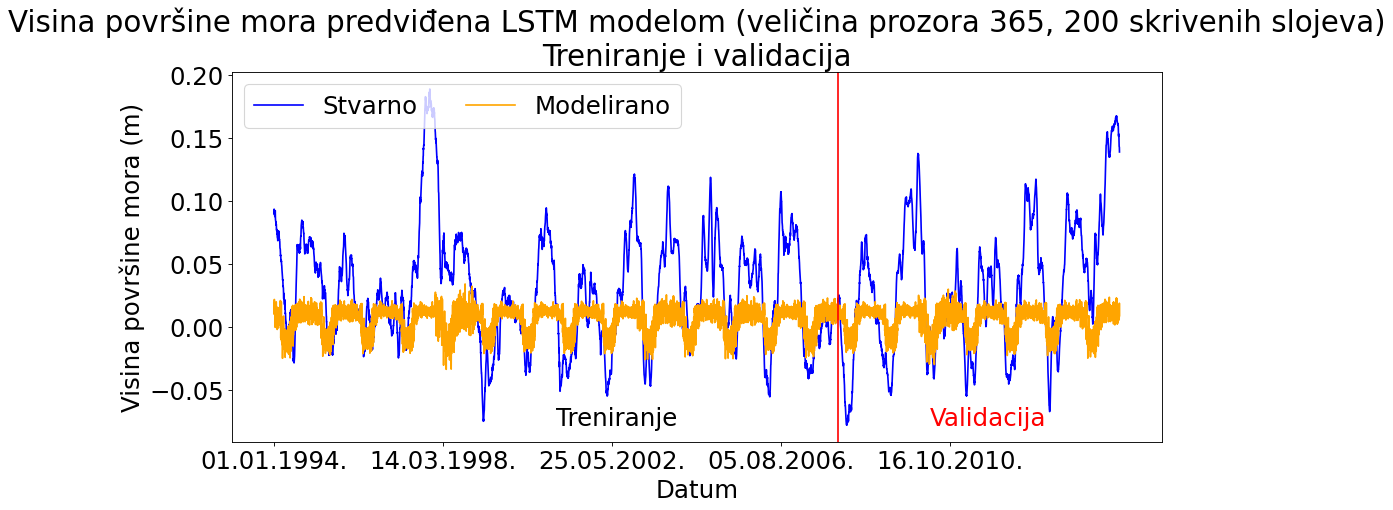 Visina površine mora predviđena LSTM modelom (veličina prozora 365, 200 skrivenih slojeva)
Treniranje i validacija
Stvarno
Modelirano
Visina površine mora (m)
0.20
0.15
0.10
0.05
0.00
−0.05
Treniranje
Validacija
01.01.1994.
14.03.1998.
25.05.2002.
05.08.2006.
16.10.2010.
Datum